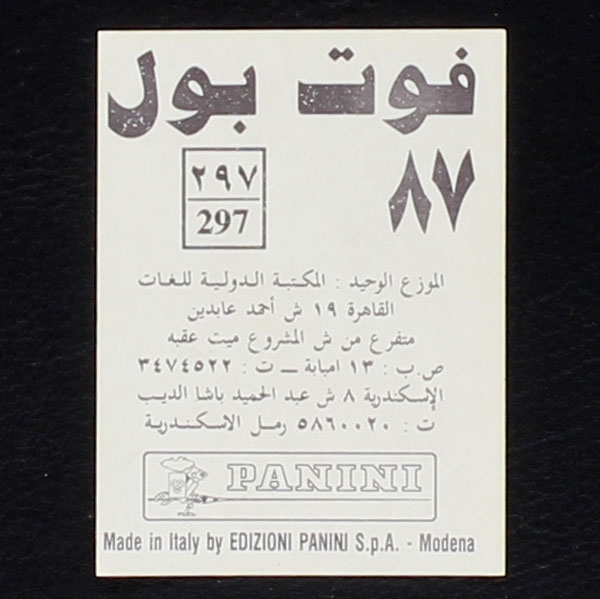 فوت بول
٨٧
٢٩٧
297
الموزع الوحيد : المكتبة الدولية للغات
القاهرة ١٩ ش أحمد عابدين
متفرع من ش المشروع ميت عقبه
ص.ب : ١٣ امبابة — ت : ٣٤٧٤٥٢٢
الإسكندرية ٨ ش عبد الحميد باشا الديب
ت : ٥٨٦٠٠٢٠ رمل الاسكندرية
PANINI
Made in Italy by EDIZIONI PANINI S.p.A. - Modena